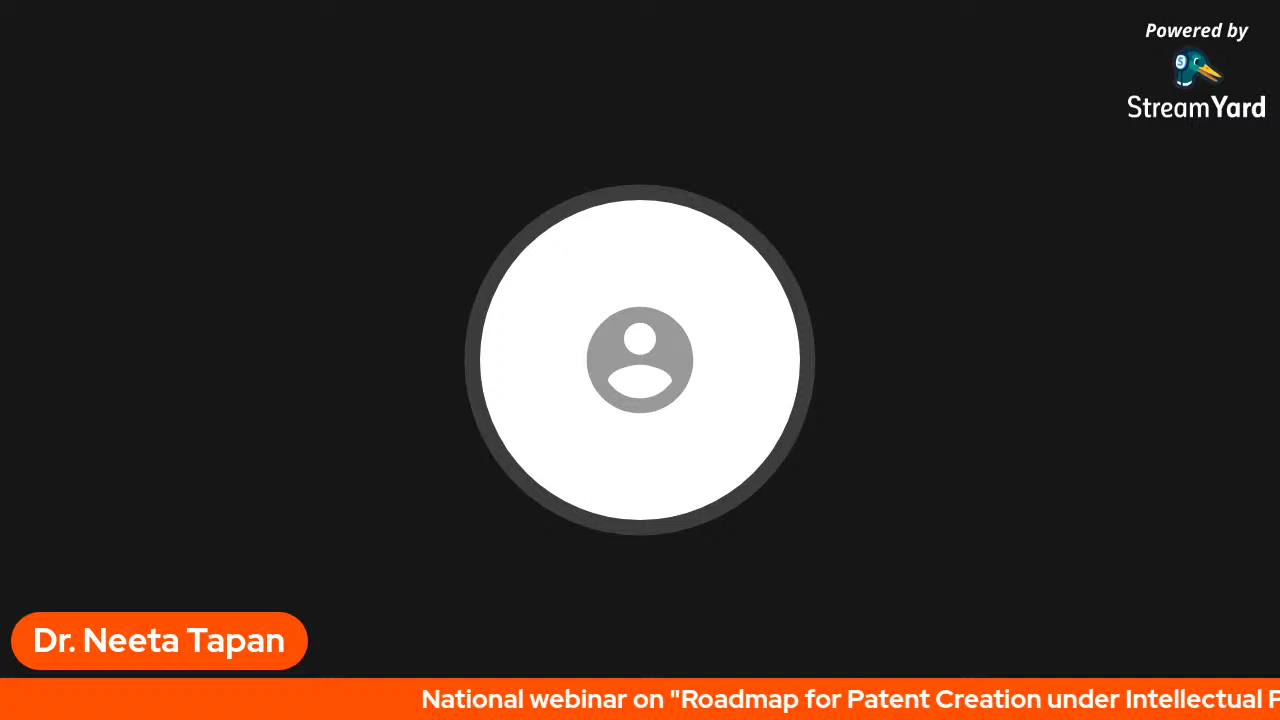 Powered by
S
StreamYard
Dr. Neeta Tapan
National webinar on "Roadmap for Patent Creation under Intellectual